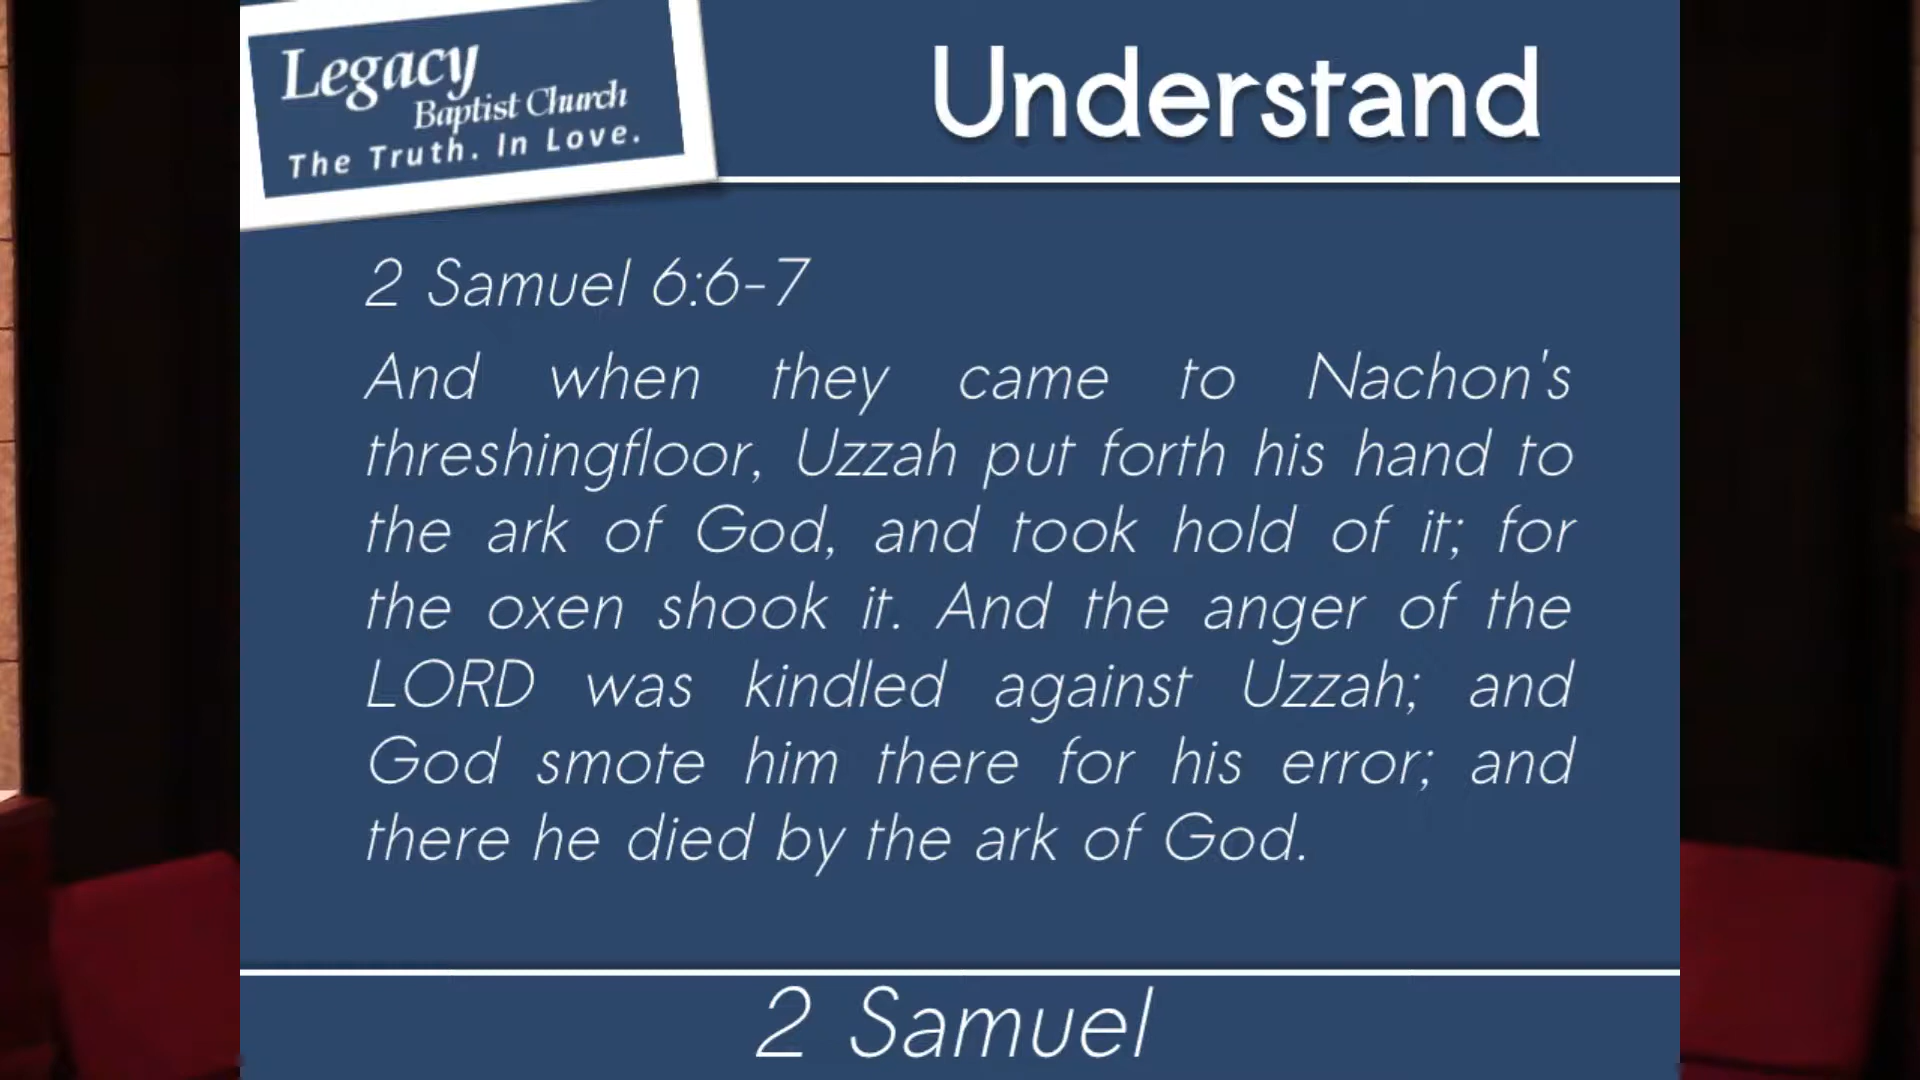 Legacy
Baptist Church
The Truth. In Love.
Understand
2 Samuel 6:6-7
And when they came to Nachon's
threshingfloor, Uzzah put forth his hand to
the ark of God, and took hold of it; for
the oxen shook it. And the anger of the
LORD was kindled against Uzzah; and
God smote him there for his error; and
there he died by the ark of God.
2 Samuel